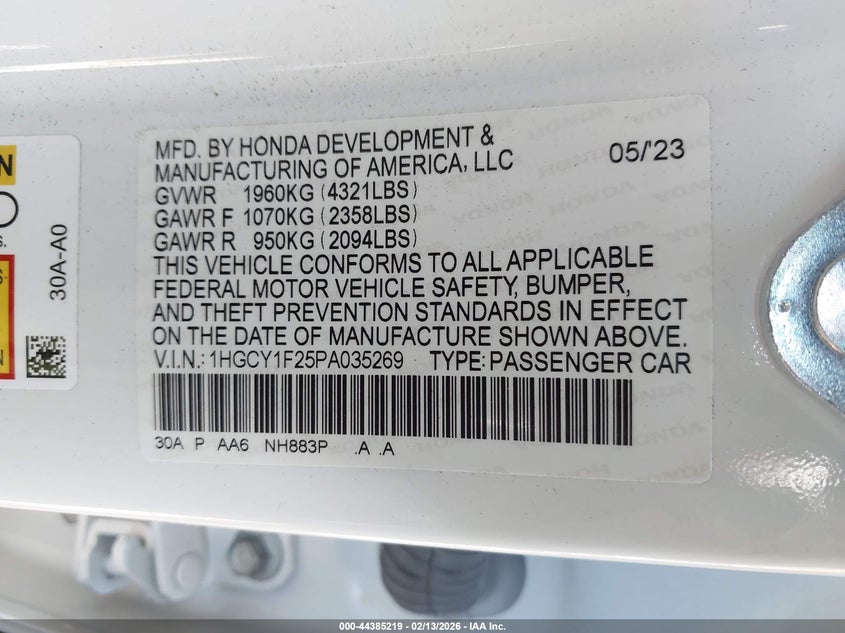 MFD. BY HONDA DEVELOPMENT &
MANUFACTURING OF AMERICA, LLC 05/'23
GVWR 1960KG (4321LBS)
GAWR F 1070KG (2358LBS)
GAWR R 950KG (2094LBS)
THIS VEHICLE CONFORMS TO ALL APPLICABLE
FEDERAL MOTOR VEHICLE SAFETY, BUMPER,
AND THEFT PREVENTION STANDARDS IN EFFECT
ON THE DATE OF MANUFACTURE SHOWN ABOVE.
V.I.N.: 1HGCY1F25PA035269 TYPE: PASSENGER CAR
30A P AA6 NH883P .A .A
30A-A0
000-44385219 - 02/13/2026 - IAA Inc.